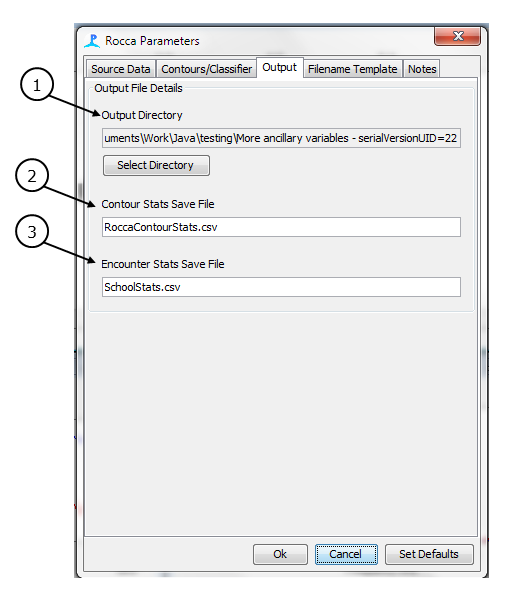 Rocca Parameters
Source Data Contours/Classifier Output Filename Template Notes
Output File Details
1
Output Directory
uments\Work\Java\testing\More ancillary variables - serialVersionUID=22
Select Directory
2
Contour Stats Save File
RoccaContourStats.csv
3
Encounter Stats Save File
SchoolStats.csv
Ok Cancel Set Defaults